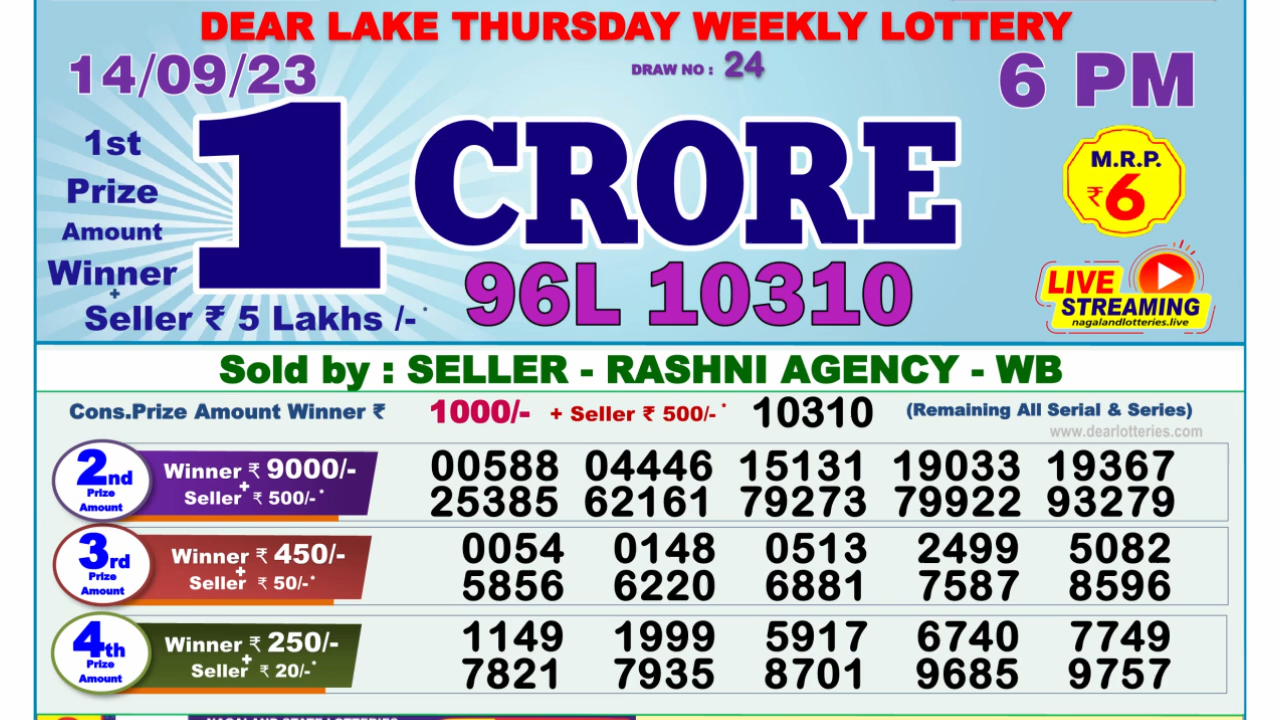 DEAR LAKE THURSDAY WEEKLY LOTTERY
14/09/23
DRAW NO : 24
6 PM
1st
Prize
Amount
Winner
+
Seller ₹ 5 Lakhs /-*
1 CRORE
96L 10310
M.R.P.
₹6
LIVE
STREAMING
nagalandlotteries.live
Sold by : SELLER - RASHNI AGENCY - WB
Cons.Prize Amount Winner ₹ 1000/- + Seller ₹ 500/-* 10310 (Remaining All Serial & Series)
www.dearlotteries.com
2nd
Prize
Amount
Winner ₹ 9000/-
+
Seller ₹ 500/-*
00588 04446 15131 19033 19367
25385 62161 79273 79922 93279
3rd
Prize
Amount
Winner ₹ 450/-
+
Seller ₹ 50/-*
0054 0148 0513 2499 5082
5856 6220 6881 7587 8596
4th
Prize
Amount
Winner ₹ 250/-
+
Seller ₹ 20/-*
1149 1999 5917 6740 7749
7821 7935 8701 9685 9757
NAGALAND STATE LOTTERIES